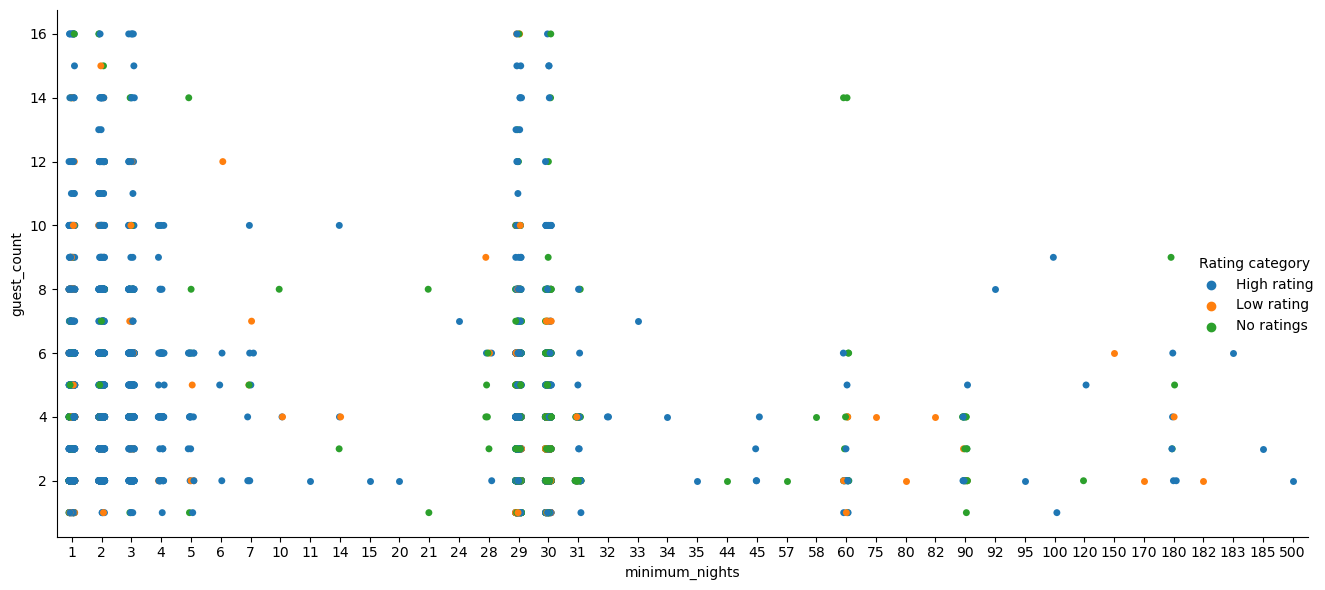 16
14
12
10
8
6
4
2
guest_count
1 2 3 4 5 6 7 10 11 14 15 20 21 24 28 29 30 31 32 33 34 35 44 45 57 58 60 75 80 82 90 92 95 100 120 150 170 180 182 183 185 500
minimum_nights
Rating category
High rating
Low rating
No ratings